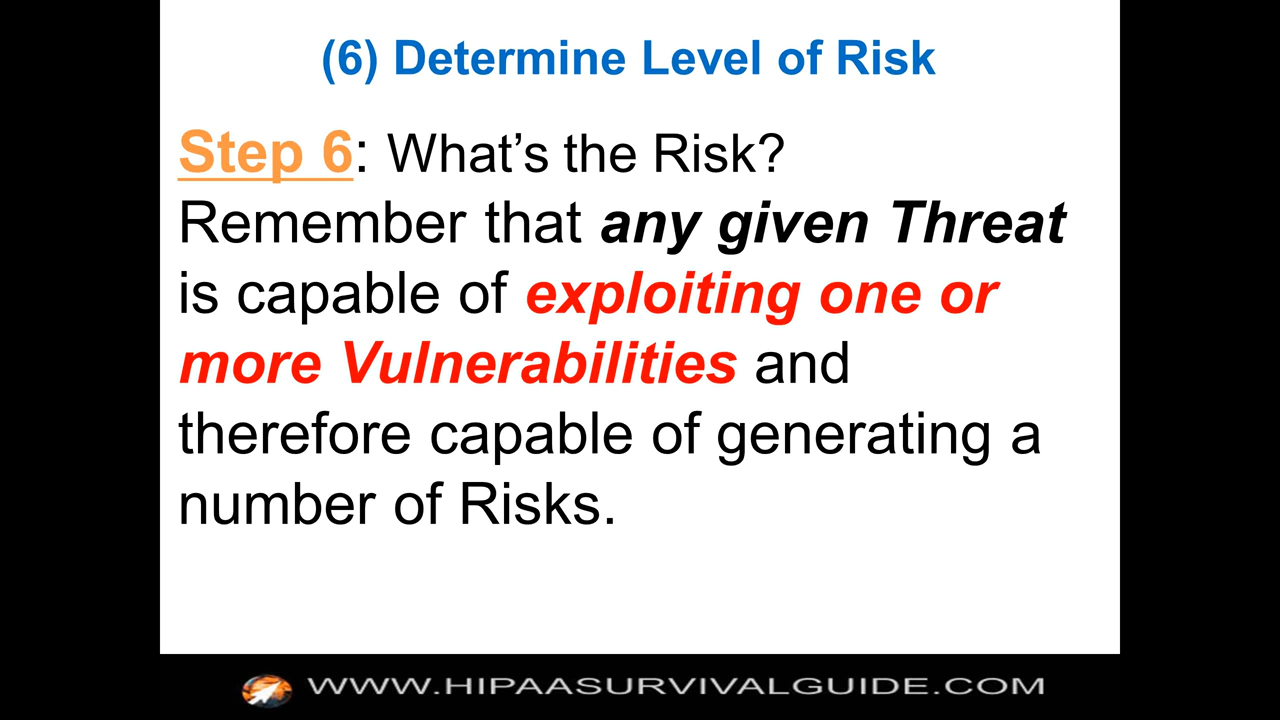 (6) Determine Level of Risk
Step 6: What’s the Risk?
Remember that any given Threat
is capable of exploiting one or
more Vulnerabilities and
therefore capable of generating a
number of Risks.
WWW.HIPAASURVIVALGUIDE.COM